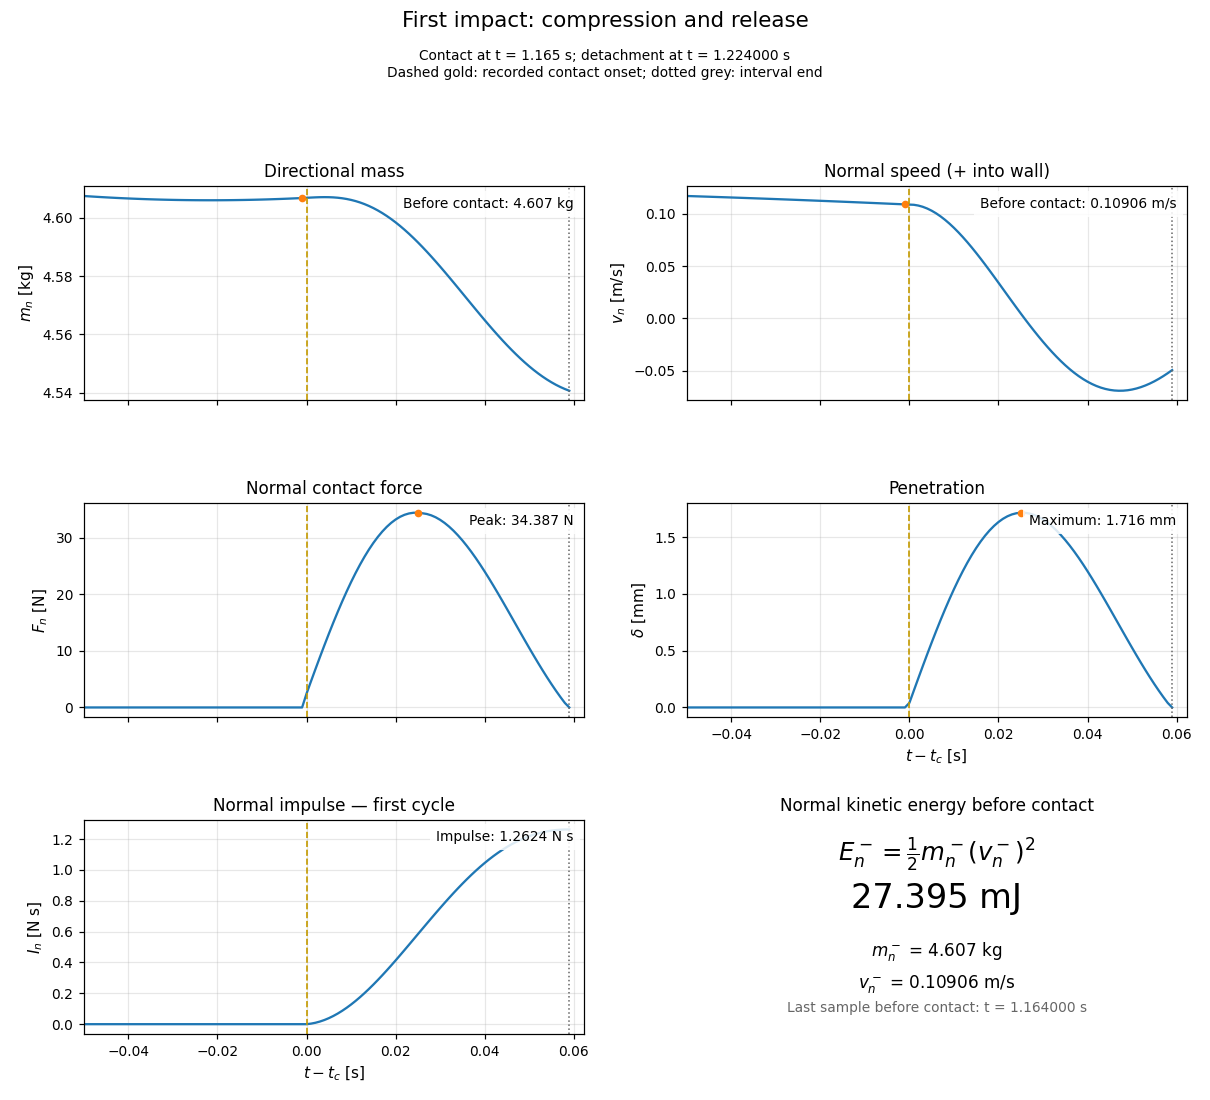 First impact: compression and release
Contact at t = 1.165 s; detachment at t = 1.224000 s
Dashed gold: recorded contact onset; dotted grey: interval end
Directional mass
Before contact: 4.607 kg
4.60
4.58
4.56
4.54
m_n [kg]
Normal speed (+ into wall)
Before contact: 0.10906 m/s
0.10
0.05
0.00
−0.05
v_n [m/s]
Normal contact force
Peak: 34.387 N
30
20
10
0
F_n [N]
Penetration
Maximum: 1.716 mm
1.5
1.0
0.5
0.0
δ [mm]
−0.04 −0.02 0.00 0.02 0.04 0.06
t − t_c [s]
Normal impulse — first cycle
Impulse: 1.2624 N s
1.2
1.0
0.8
0.6
0.4
0.2
0.0
I_n [N s]
−0.04 −0.02 0.00 0.02 0.04 0.06
t − t_c [s]
Normal kinetic energy before contact
E_n^− = ½ m_n^− (v_n^−)²
27.395 mJ
m_n^− = 4.607 kg
v_n^− = 0.10906 m/s
Last sample before contact: t = 1.164000 s